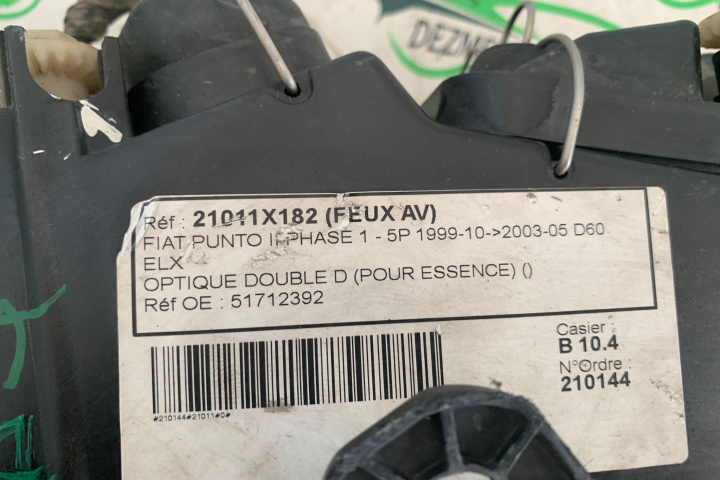 DEZM
Réf : 21011X182 (FEUX AV)
FIAT PUNTO II PHASE 1 - 5P 1999-10->2003-05 D60
ELX
OPTIQUE DOUBLE D (POUR ESSENCE) ()
Réf OE : 51712392
Casier :
B 10.4
N°Ordre :
210144
#210144#21011#0#